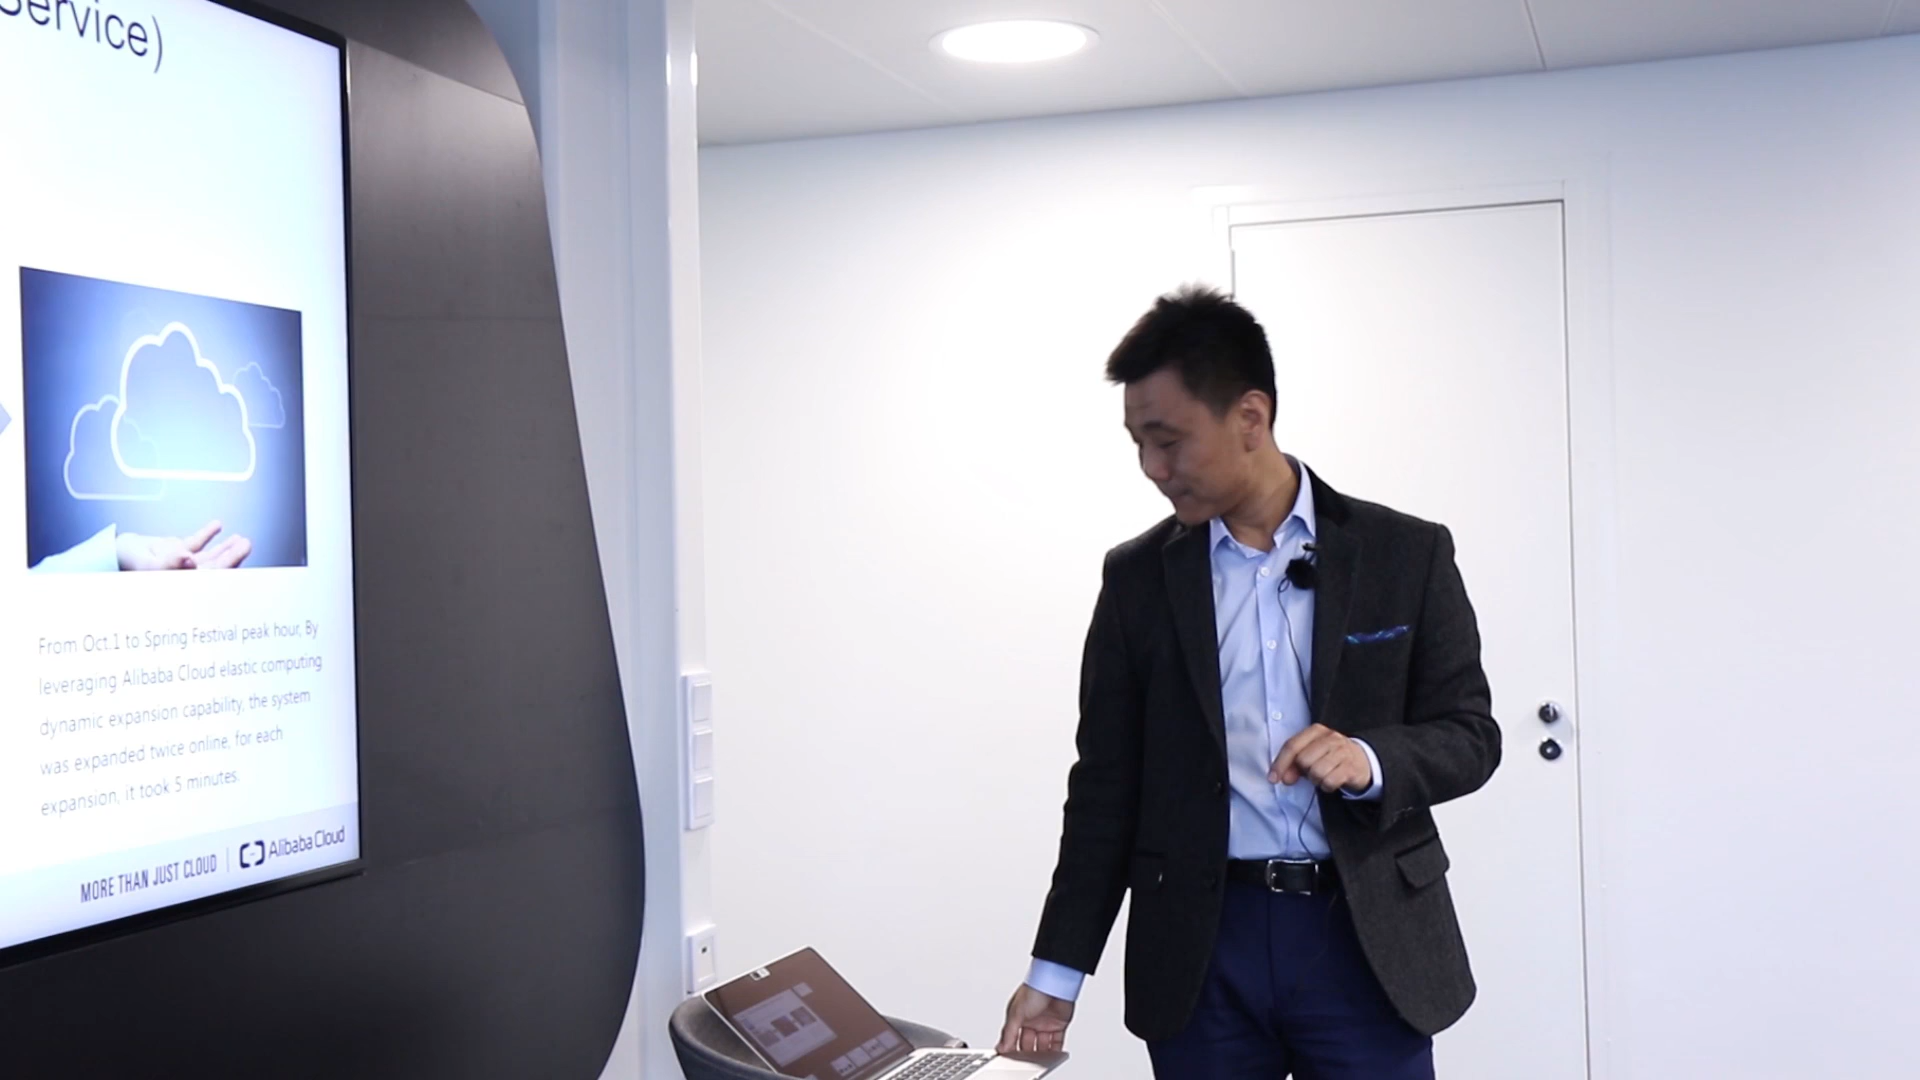 Service)
From Oct.1 to Spring Festival peak hour, By
leveraging Alibaba Cloud elastic computing
dynamic expansion capability, the system
was expanded twice online, for each
expansion, it took 5 minutes.
MORE THAN JUST CLOUD | Alibaba Cloud